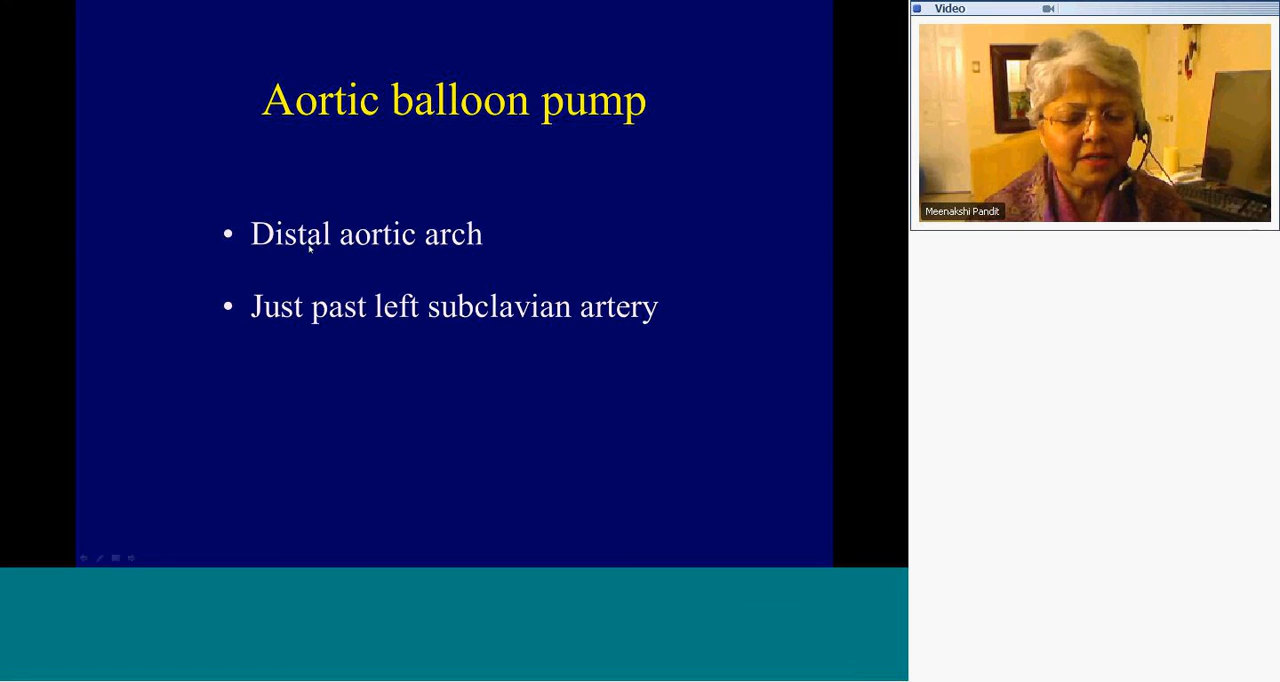 Aortic balloon pump
• Distal aortic arch
• Just past left subclavian artery
Video
Meenakshi Pandit